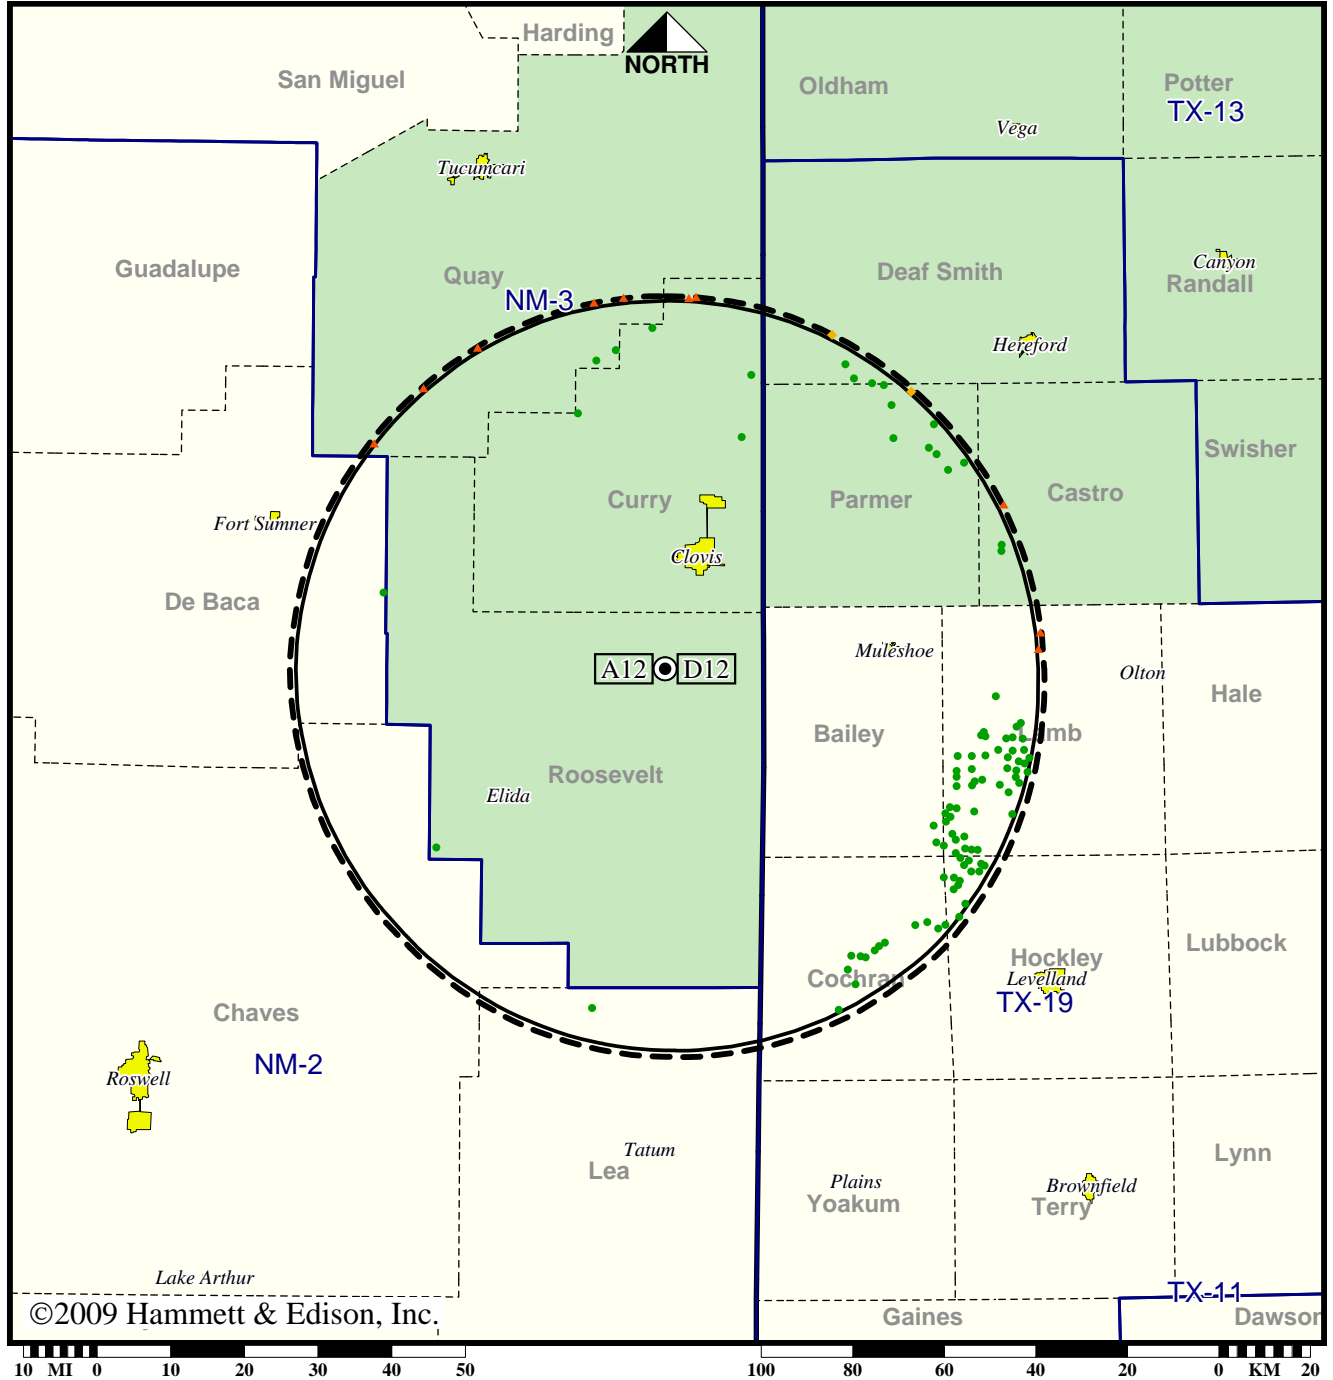 Harding
NORTH
San Miguel
Oldham
Potter
TX-13
Vega
Tucumcari
Guadalupe
Quay
NM-3
Deaf Smith
Canyon
Randall
Hereford
Swisher
Curry
Parmer
Castro
Fort Sumner
Clovis
De Baca
A12 D12
Muleshoe
Olton
Hale
Bailey
Lamb
Roosevelt
Elida
Lubbock
Hockley
Levelland
Cochran
TX-19
Chaves
NM-2
Roswell
Tatum
Lea
Lynn
Plains
Yoakum
Brownfield
Terry
Lake Arthur
TX-11
©2009 Hammett & Edison, Inc.
Gaines
Dawson
10 MI 0 10 20 30 40 50 100 80 60 40 20 0 KM 20